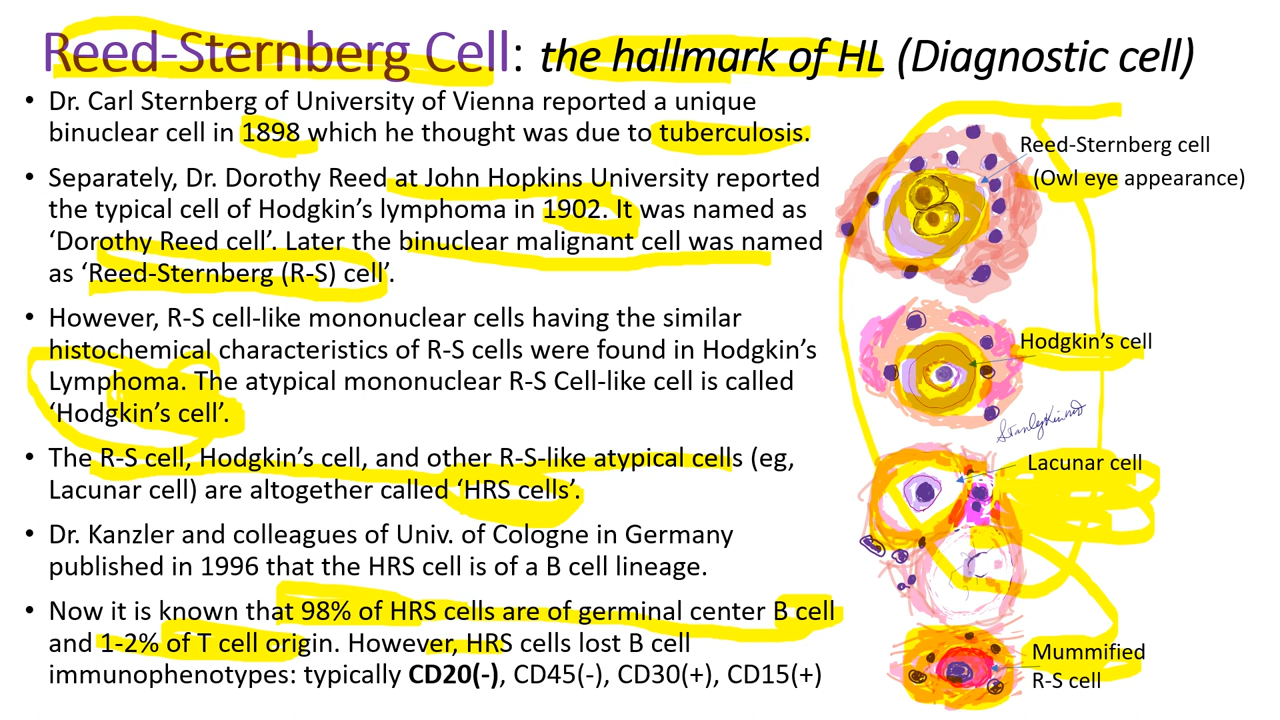 Reed-Sternberg Cell: the hallmark of HL (Diagnostic cell)
• Dr. Carl Sternberg of University of Vienna reported a unique
binuclear cell in 1898 which he thought was due to tuberculosis.
• Separately, Dr. Dorothy Reed at John Hopkins University reported
the typical cell of Hodgkin's lymphoma in 1902. It was named as
'Dorothy Reed cell'. Later the binuclear malignant cell was named
as 'Reed-Sternberg (R-S) cell'.
• However, R-S cell-like mononuclear cells having the similar
histochemical characteristics of R-S cells were found in Hodgkin's
Lymphoma. The atypical mononuclear R-S Cell-like cell is called
'Hodgkin's cell'.
• The R-S cell, Hodgkin's cell, and other R-S-like atypical cells (eg,
Lacunar cell) are altogether called 'HRS cells'.
• Dr. Kanzler and colleagues of Univ. of Cologne in Germany
published in 1996 that the HRS cell is of a B cell lineage.
• Now it is known that 98% of HRS cells are of germinal center B cell
and 1-2% of T cell origin. However, HRS cells lost B cell
immunophenotypes: typically CD20(-), CD45(-), CD30(+), CD15(+)
Reed-Sternberg cell
(Owl eye appearance)
Hodgkin's cell
Lacunar cell
Mummified
R-S cell